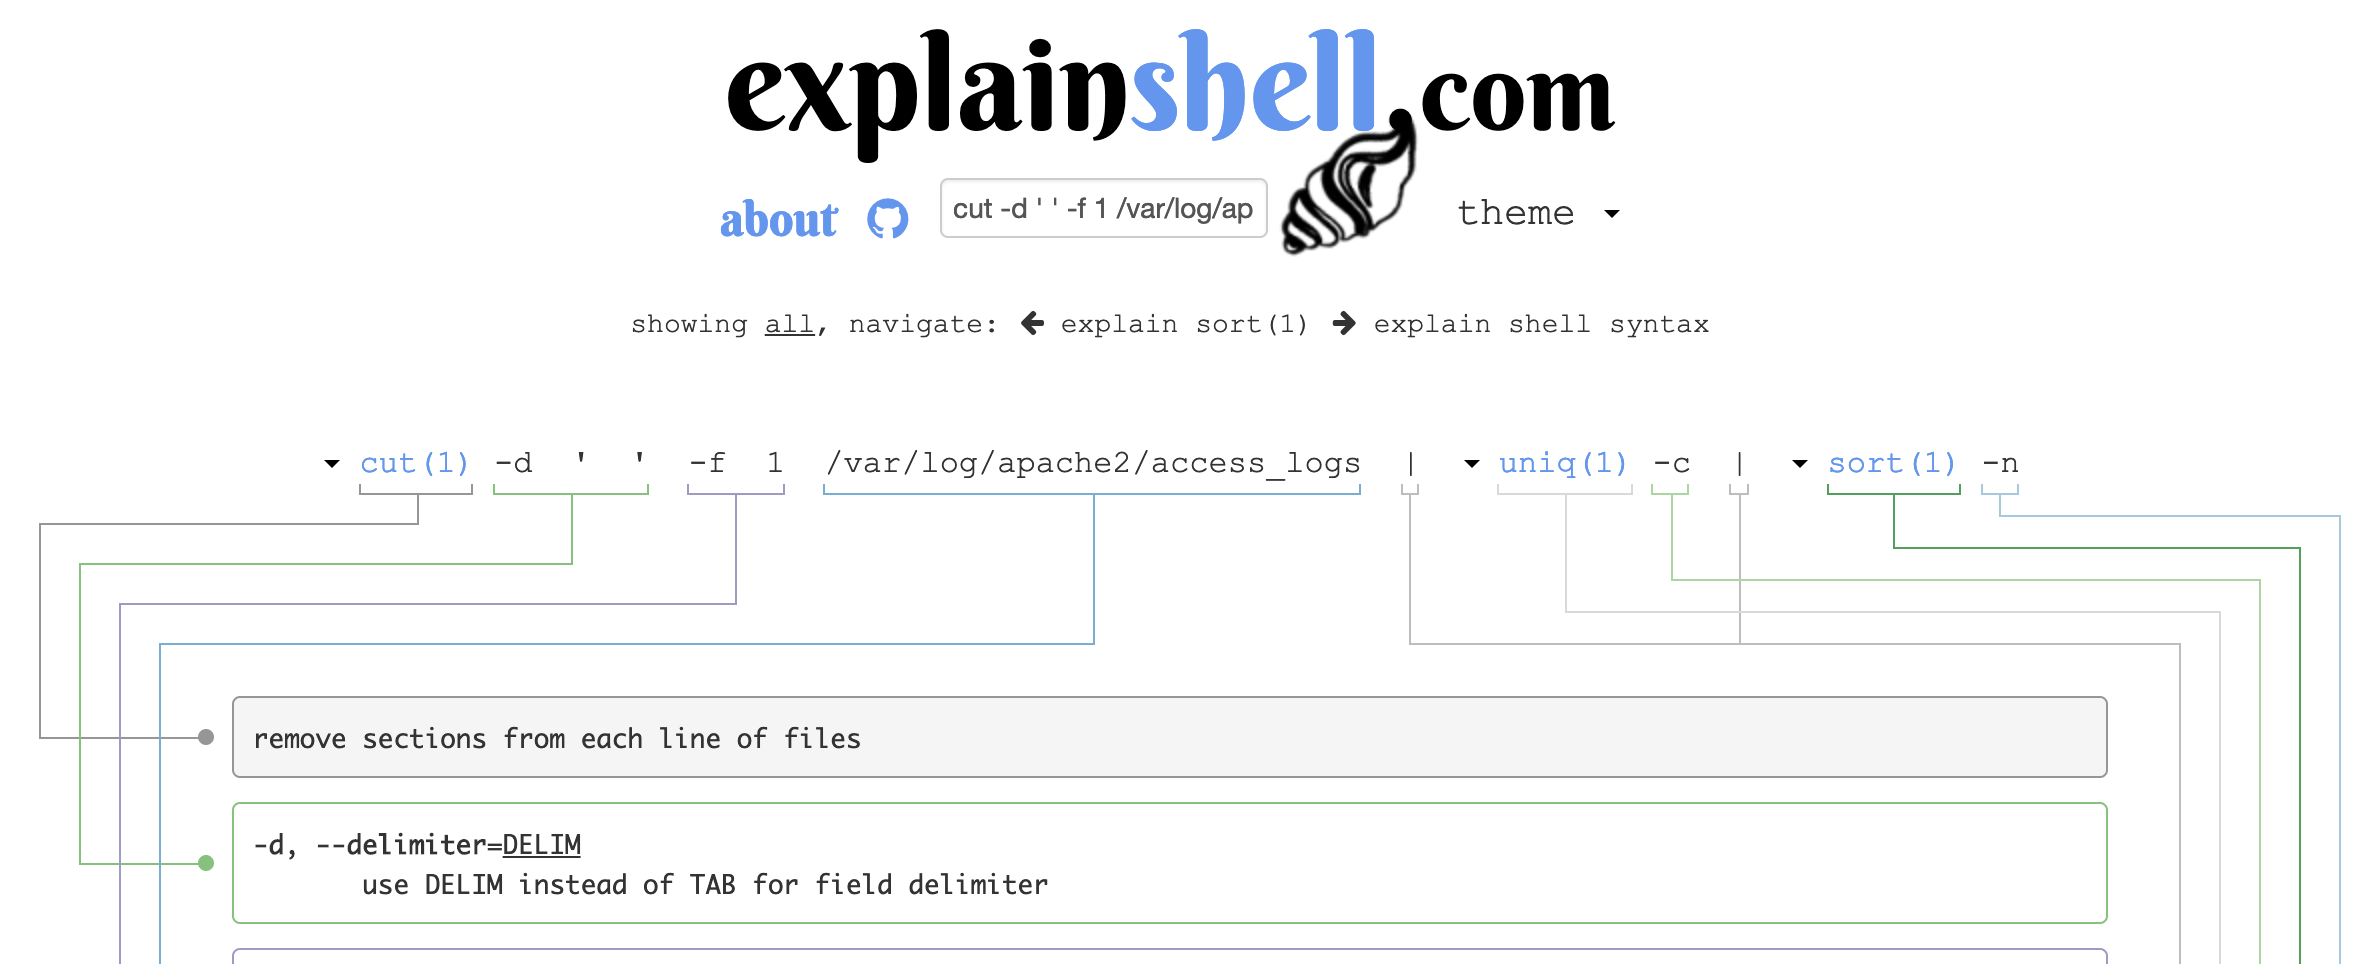 explainshell.com
about cut -d ' ' -f 1 /var/log/ap theme
showing all, navigate: explain sort(1) explain shell syntax
cut(1) -d ' ' -f 1 /var/log/apache2/access_logs | uniq(1) -c | sort(1) -n
remove sections from each line of files
-d, --delimiter=DELIM
use DELIM instead of TAB for field delimiter